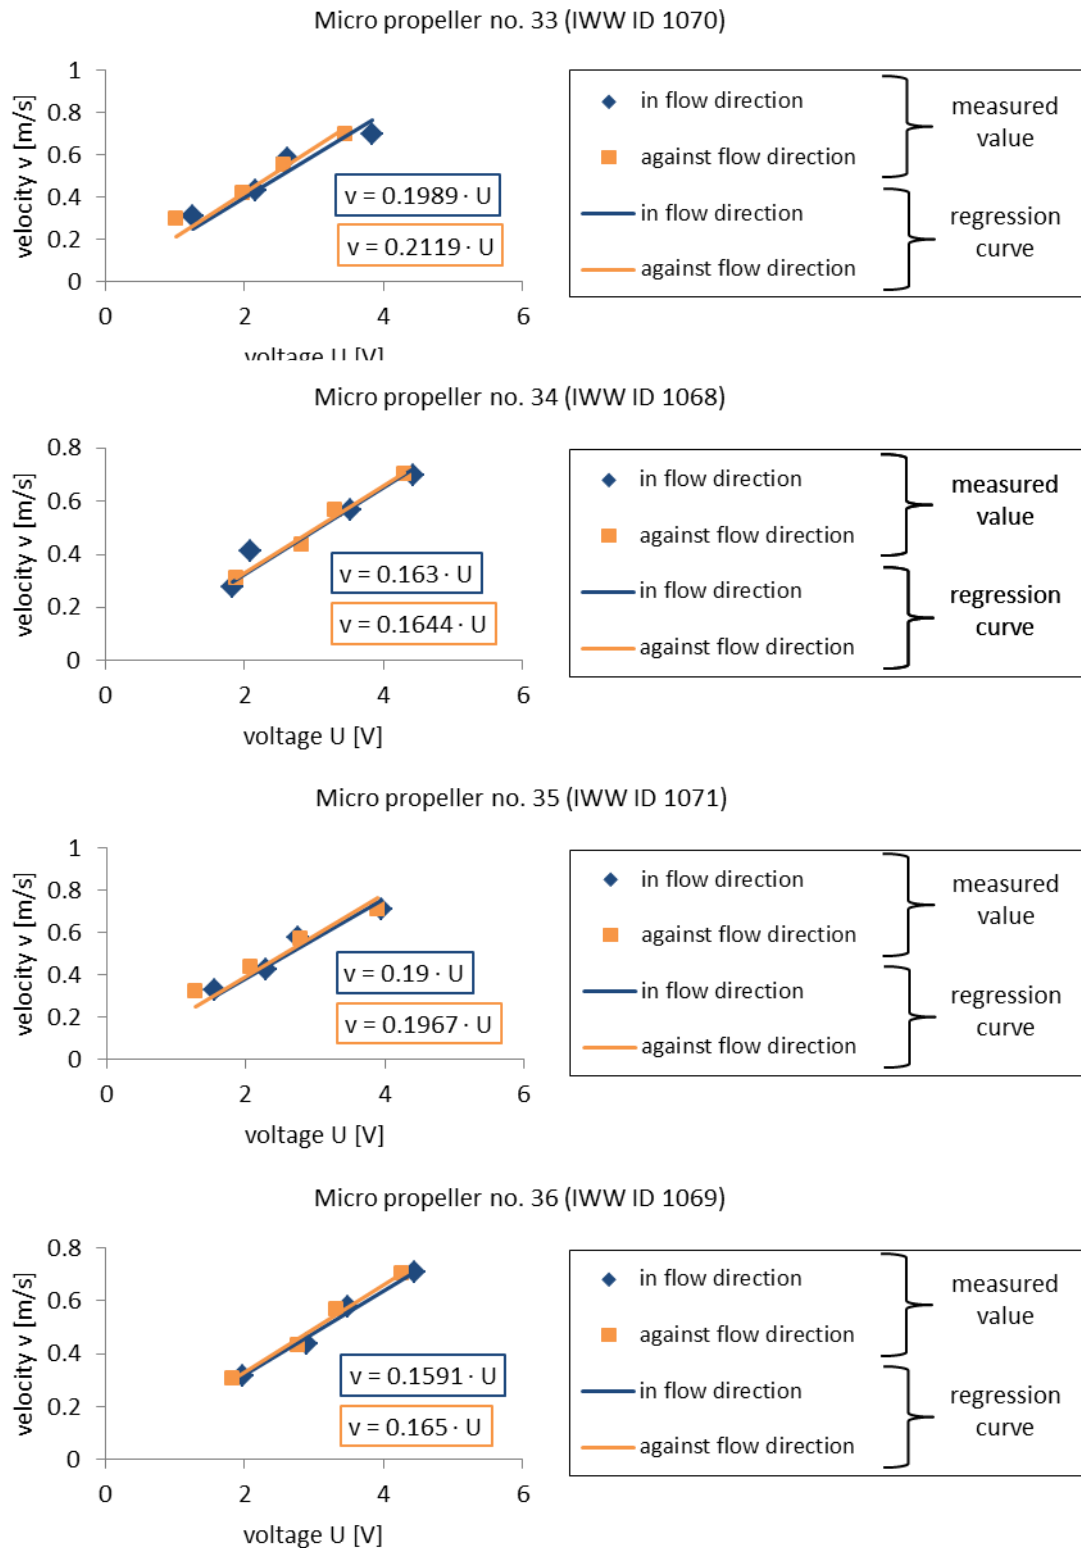 Micro propeller no. 33 (IWW ID 1070)
velocity v [m/s]
1
0.8
0.6
0.4
0.2
0
0
2
4
6
voltage U [V]
v = 0.1989 · U
v = 0.2119 · U
in flow direction
against flow direction
measured
value
in flow direction
against flow direction
regression
curve
Micro propeller no. 34 (IWW ID 1068)
velocity v [m/s]
0.8
0.6
0.4
0.2
0
0
2
4
6
voltage U [V]
v = 0.163 · U
v = 0.1644 · U
in flow direction
against flow direction
measured
value
in flow direction
against flow direction
regression
curve
Micro propeller no. 35 (IWW ID 1071)
velocity v [m/s]
1
0.8
0.6
0.4
0.2
0
0
2
4
6
voltage U [V]
v = 0.19 · U
v = 0.1967 · U
in flow direction
against flow direction
measured
value
in flow direction
against flow direction
regression
curve
Micro propeller no. 36 (IWW ID 1069)
velocity v [m/s]
0.8
0.6
0.4
0.2
0
0
2
4
6
voltage U [V]
v = 0.1591 · U
v = 0.165 · U
in flow direction
against flow direction
measured
value
in flow direction
against flow direction
regression
curve